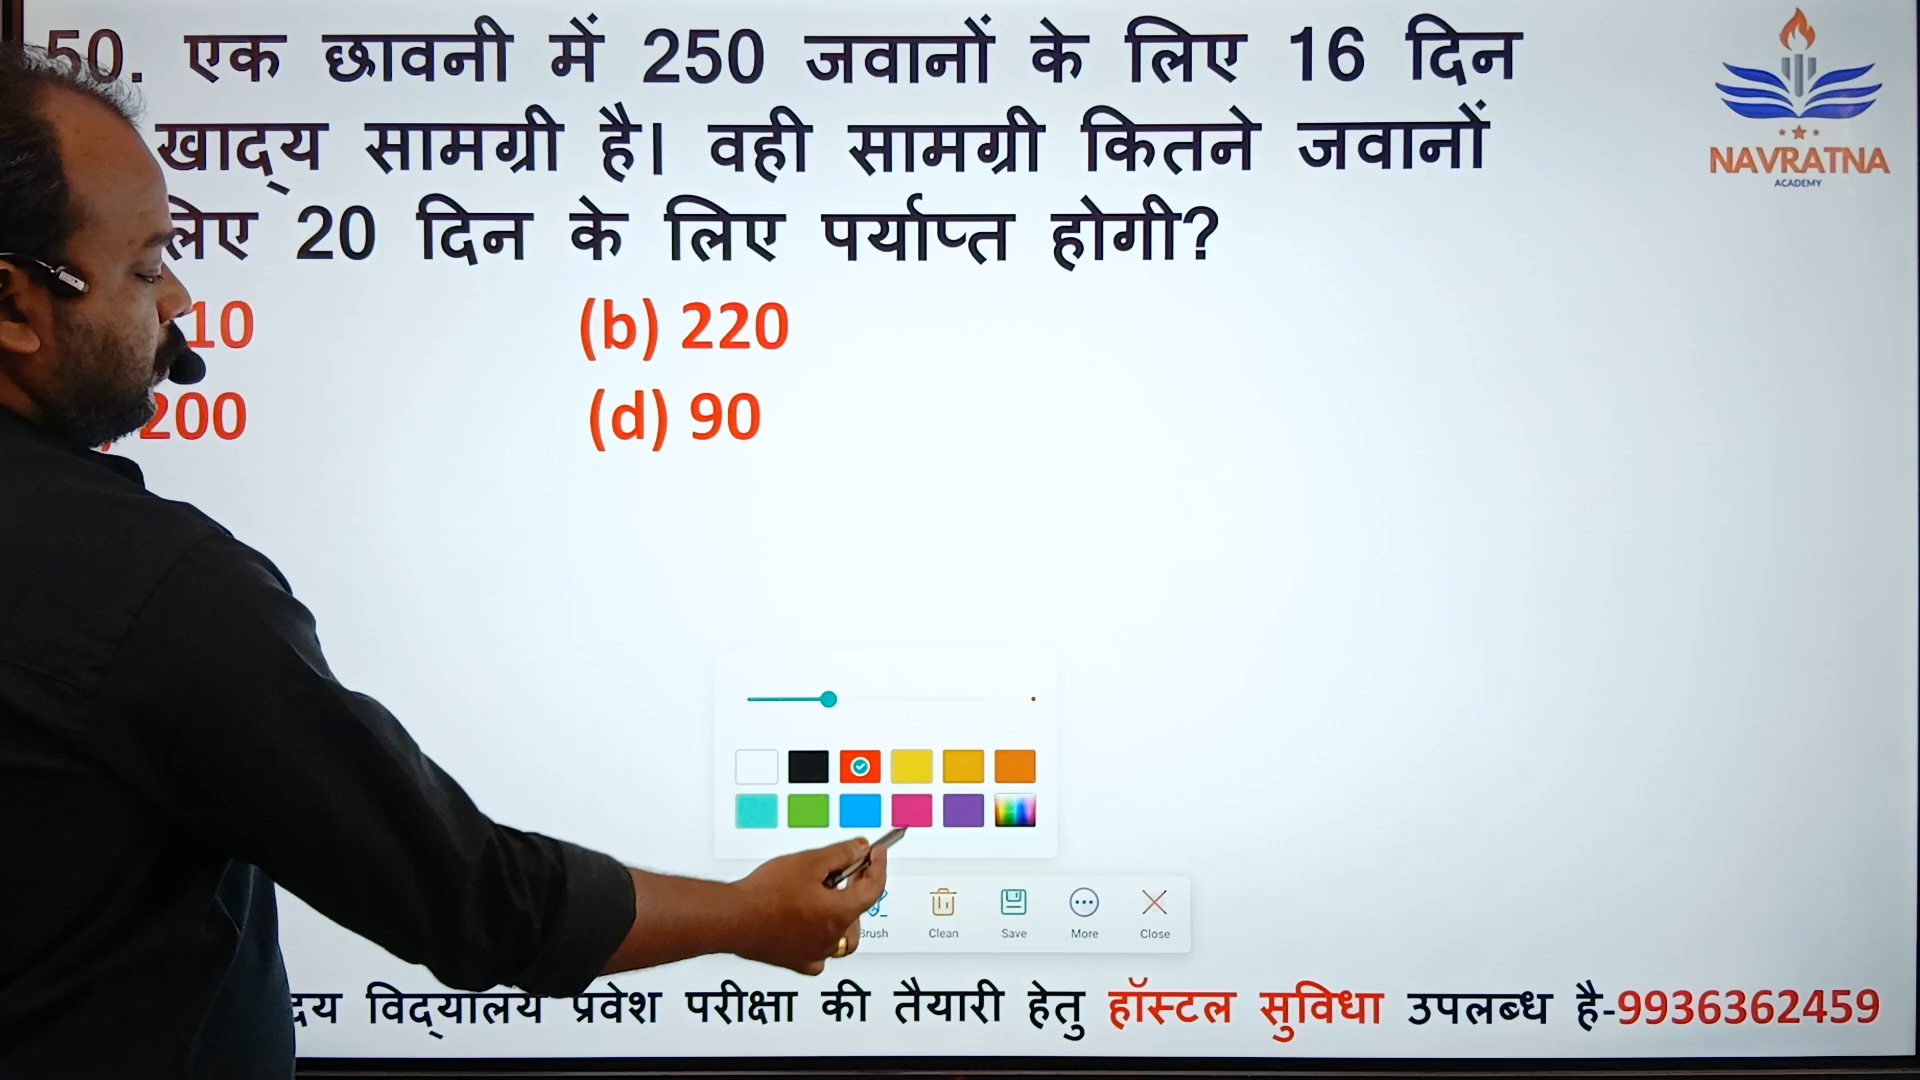 50. एक छावनी में 250 जवानों के लिए 16 दिन
खाद्य सामग्री है। वही सामग्री कितने जवानों
लिए 20 दिन के लिए पर्याप्त होगी?
10 (b) 220
200 (d) 90
NAVRATNA
ACADEMY
Brush Clean Save More Close
दय विद्यालय प्रवेश परीक्षा की तैयारी हेतु हॉस्टल सुविधा उपलब्ध है-9936362459